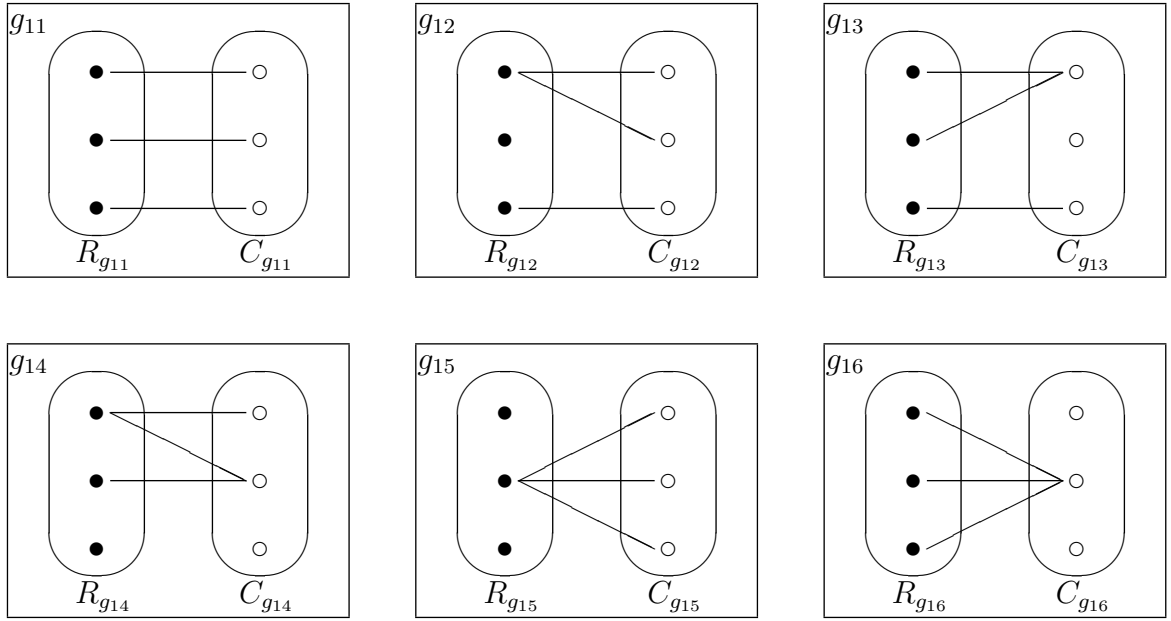 g₁₁ g₁₂ g₁₃
R_{g₁₁} C_{g₁₁} R_{g₁₂} C_{g₁₂} R_{g₁₃} C_{g₁₃}
g₁₄ g₁₅ g₁₆
R_{g₁₄} C_{g₁₄} R_{g₁₅} C_{g₁₅} R_{g₁₆} C_{g₁₆}